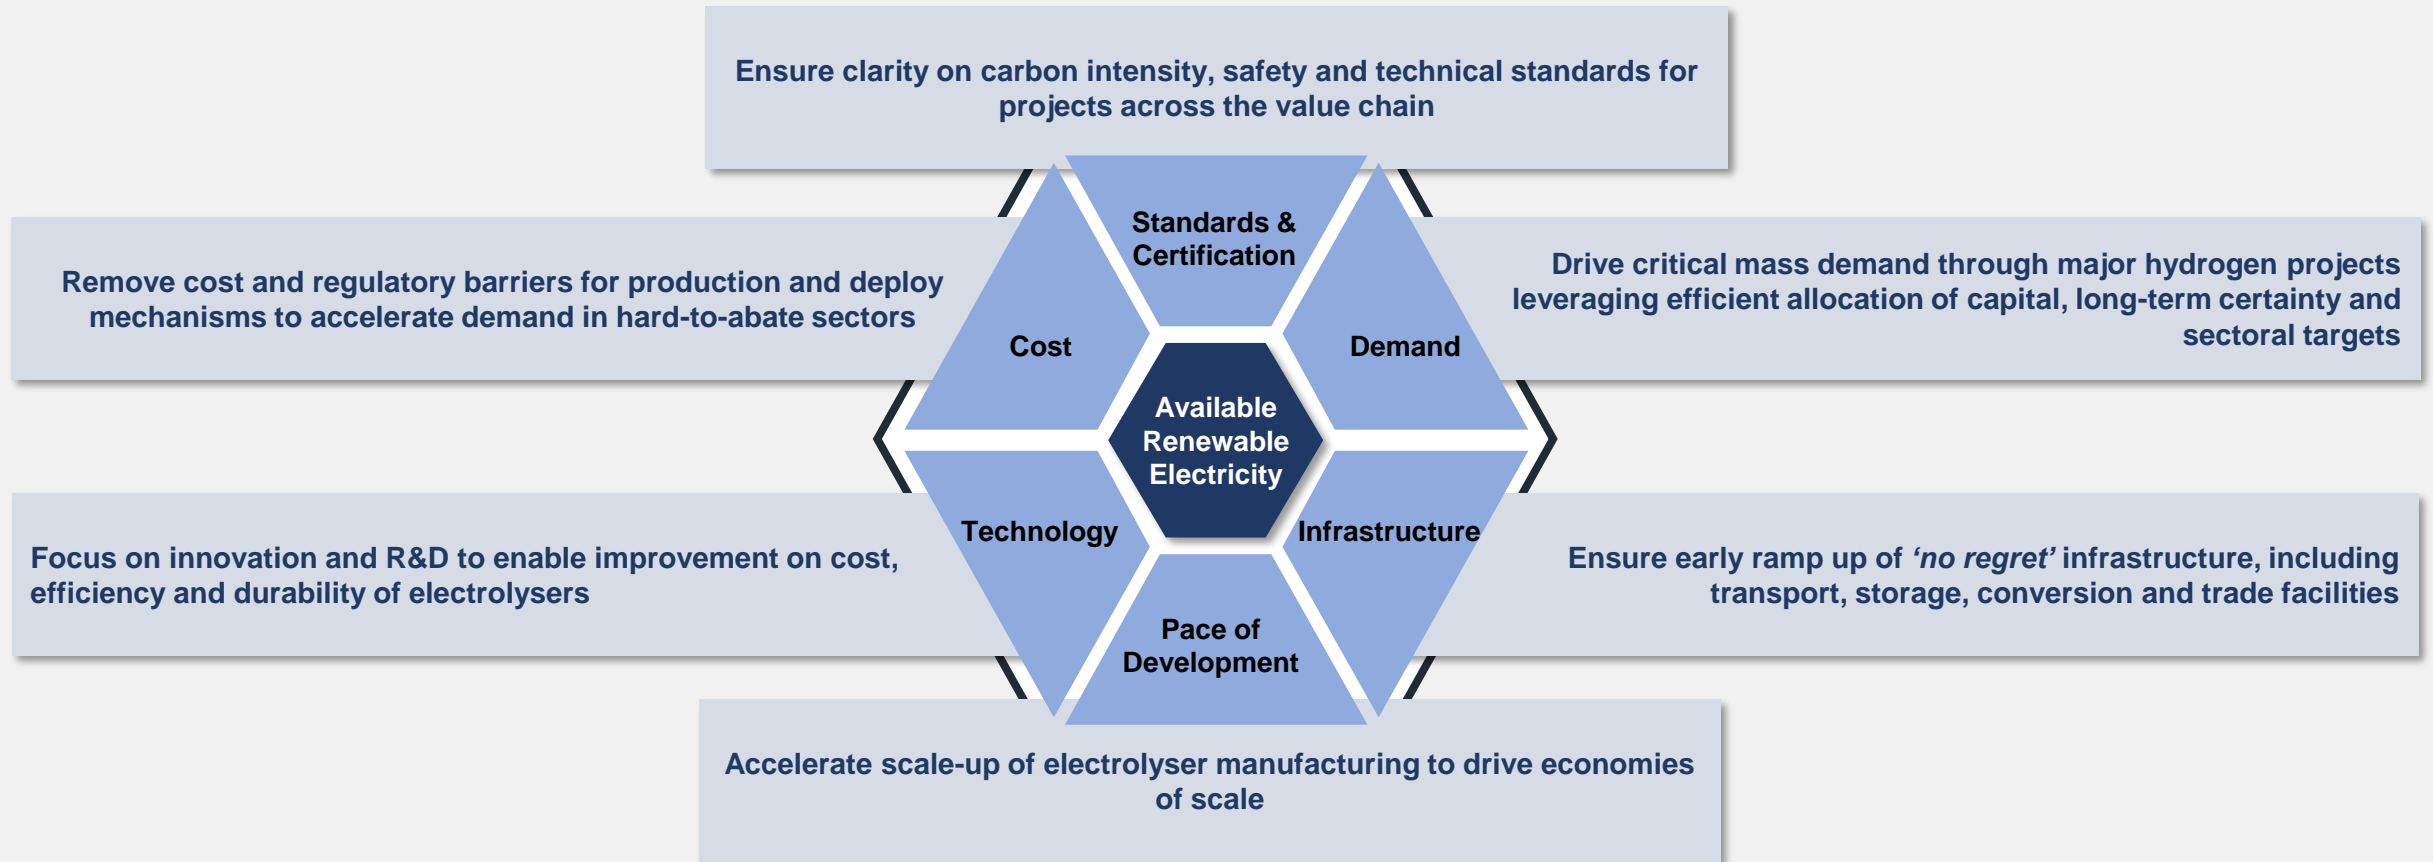 Ensure clarity on carbon intensity, safety and technical standards for
projects across the value chain
Standards &
Certification
Remove cost and regulatory barriers for production and deploy
mechanisms to accelerate demand in hard-to-abate sectors
Cost
Demand
Drive critical mass demand through major hydrogen projects
leveraging efficient allocation of capital, long-term certainty and
sectoral targets
Available
Renewable
Electricity
Focus on innovation and R&D to enable improvement on cost,
efficiency and durability of electrolysers
Technology
Infrastructure
Ensure early ramp up of ‘no regret’ infrastructure, including
transport, storage, conversion and trade facilities
Pace of
Development
Accelerate scale-up of electrolyser manufacturing to drive economies
of scale